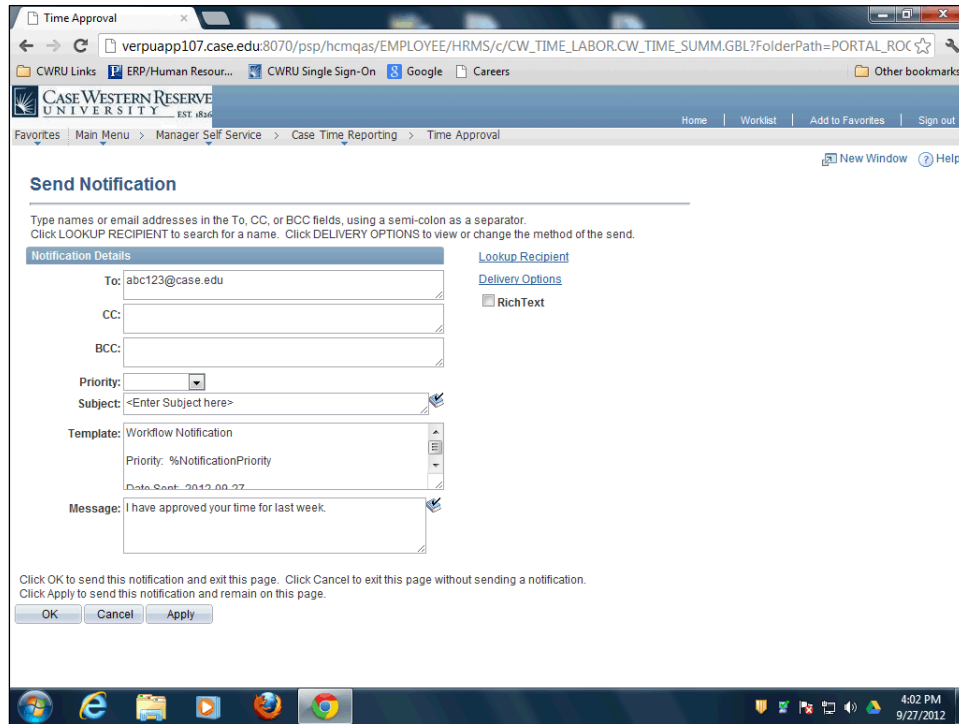 Time Approval
verpuapp107.case.edu:8070/psp/hcmqas/EMPLOYEE/HRMS/c/CW_TIME_LABOR.CW_TIME_SUMM.GBL?FolderPath=PORTAL_ROO
CWRU Links ERP/Human Resour... CWRU Single Sign-On Google Careers Other bookmarks
CASE WESTERN RESERVE
UNIVERSITY EST. 1826
Home | Worklist | Add to Favorites | Sign out
Favorites Main Menu > Manager Self Service > Case Time Reporting > Time Approval
New Window Help
Send Notification
Type names or email addresses in the To, CC, or BCC fields, using a semi-colon as a separator.
Click LOOKUP RECIPIENT to search for a name. Click DELIVERY OPTIONS to view or change the method of the send.
Notification Details
Lookup Recipient
To: abc123@case.edu
Delivery Options
RichText
CC:
BCC:
Priority:
Subject: <Enter Subject here>
Template: Workflow Notification
Priority: %NotificationPriority
Date Sent: 2012-09-27
Message: I have approved your time for last week.
Click OK to send this notification and exit this page. Click Cancel to exit this page without sending a notification.
Click Apply to send this notification and remain on this page.
OK Cancel Apply
4:02 PM
9/27/2012